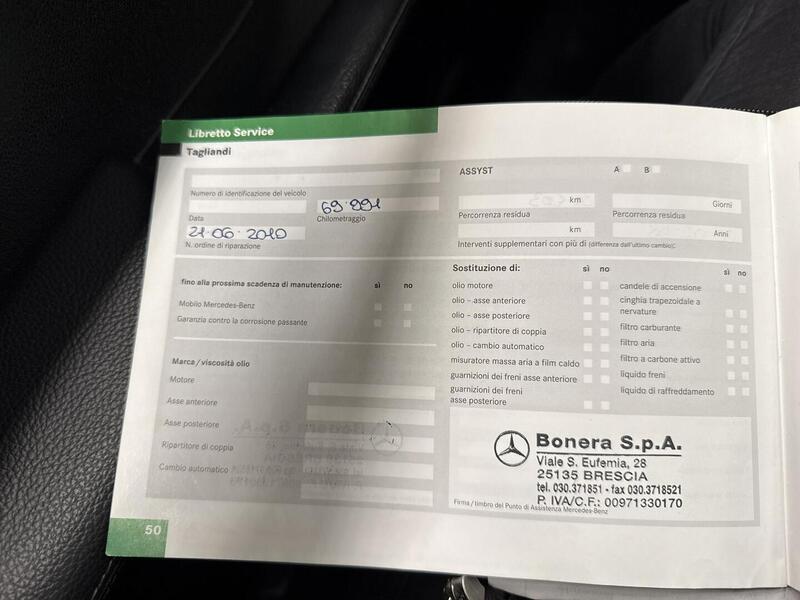 Libretto Service
Tagliandi
Numero di identificazione del veicolo
69.991
Data
Chilometraggio
21.06.2010
N. ordine di riparazione
fino alla prossima scadenza di manutenzione:
sì
no
Mobilo Mercedes-Benz
Garanzia contro la corrosione passante
Marca/viscosità olio
Motore
Asse anteriore
Asse posteriore
Ripartitore di coppia
Cambio automatico
50
ASSYST
A
B
km
Giorni
Percorrenza residua
Percorrenza residua
km
Anni
Interventi supplementari con più di (differenza dall'ultimo cambio):
Sostituzione di:
sì
no
olio motore
olio - asse anteriore
olio - asse posteriore
olio - ripartitore di coppia
olio - cambio automatico
misuratore massa aria a film caldo
guarnizioni dei freni asse anteriore
guarnizioni dei freni
asse posteriore
sì
no
candele di accensione
cinghia trapezoidale a
nervature
filtro carburante
filtro aria
filtro a carbone attivo
liquido freni
liquido di raffreddamento
Bonera S.p.A.
Viale S. Eufemia, 28
25135 BRESCIA
tel. 030.371851 - fax 030.3718521
P. IVA/C.F.: 00971330170
Firma/timbro del Punto di Assistenza Mercedes-Benz